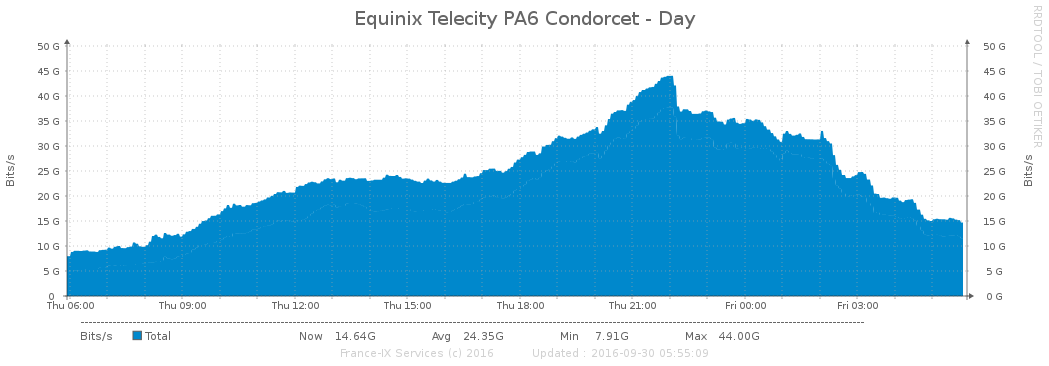 Equinix Telecity PA6 Condorcet - Day
RRDTOOL / TOBI OETIKER
Bits/s
50 G
45 G
40 G
35 G
30 G
25 G
20 G
15 G
10 G
5 G
0
50 G
45 G
40 G
35 G
30 G
25 G
20 G
15 G
10 G
5 G
0 G
Bits/s
Thu 06:00 Thu 09:00 Thu 12:00 Thu 15:00 Thu 18:00 Thu 21:00 Fri 00:00 Fri 03:00
Bits/s Total Now 14.64G Avg 24.35G Min 7.91G Max 44.00G
France-IX Services (c) 2016 Updated : 2016-09-30 05:55:09